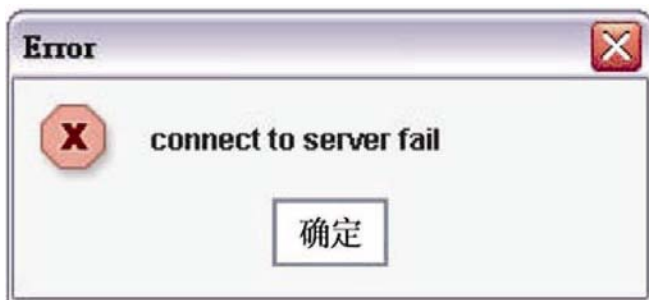 Error
connect to server fail
确定